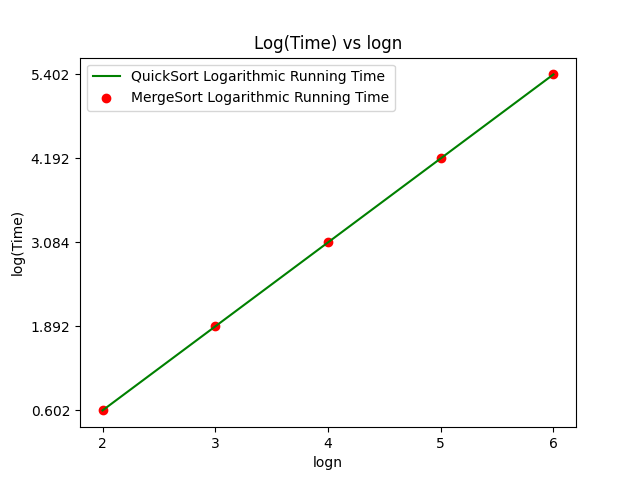 Log(Time) vs logn
QuickSort Logarithmic Running Time
MergeSort Logarithmic Running Time
log(Time)
5.402
4.192
3.084
1.892
0.602
2 3 4 5 6
logn